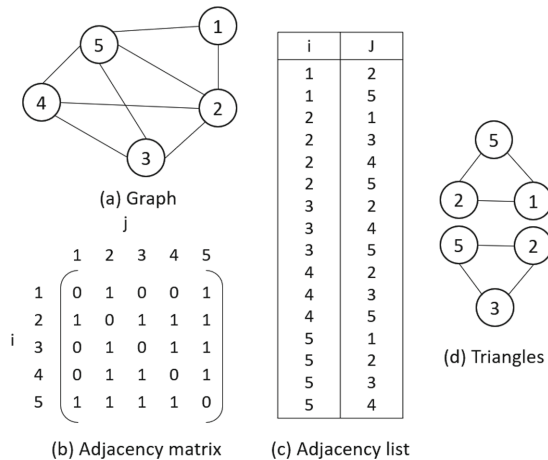 1
5
4
2
3
(a) Graph
j
1 2 3 4 5
1 0 1 0 0 1
2 1 0 1 1 1
i
3 0 1 0 1 1
4 0 1 1 0 1
5 1 1 1 1 0
(b) Adjacency matrix
i J
1 2
1 5
2 1
2 3
2 4
2 5
3 2
3 4
3 5
4 2
4 3
4 5
5 1
5 2
5 3
5 4
(c) Adjacency list
5
2 1
5 2
3
(d) Triangles